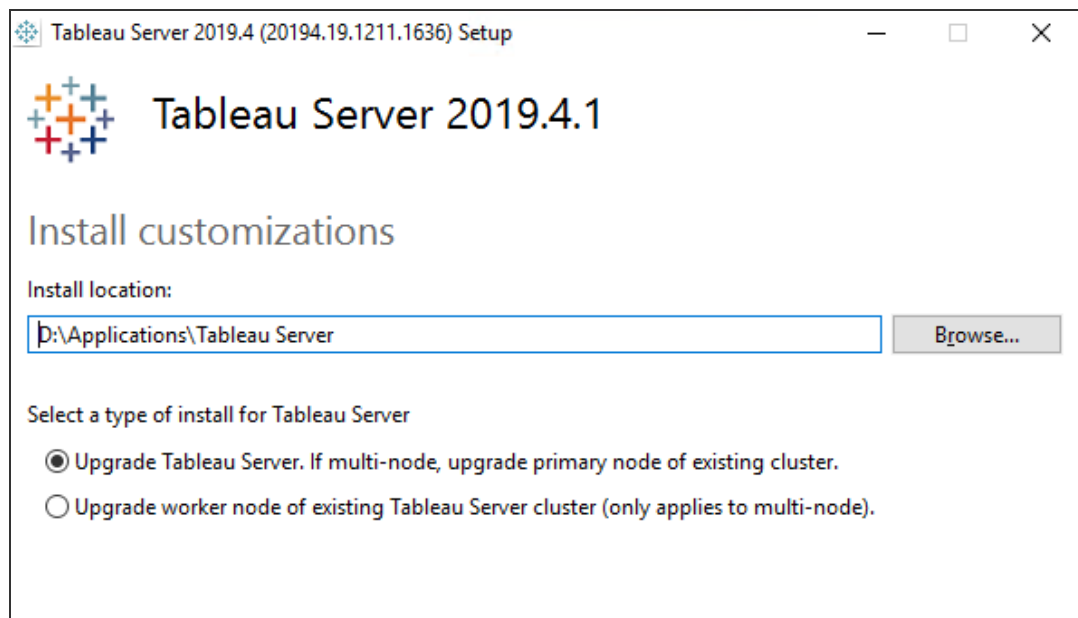 Tableau Server 2019.4 (20194.19.1211.1636) Setup
Tableau Server 2019.4.1
Install customizations
Install location:
D:\Applications\Tableau Server
Browse...
Select a type of install for Tableau Server
Upgrade Tableau Server. If multi-node, upgrade primary node of existing cluster.
Upgrade worker node of existing Tableau Server cluster (only applies to multi-node).